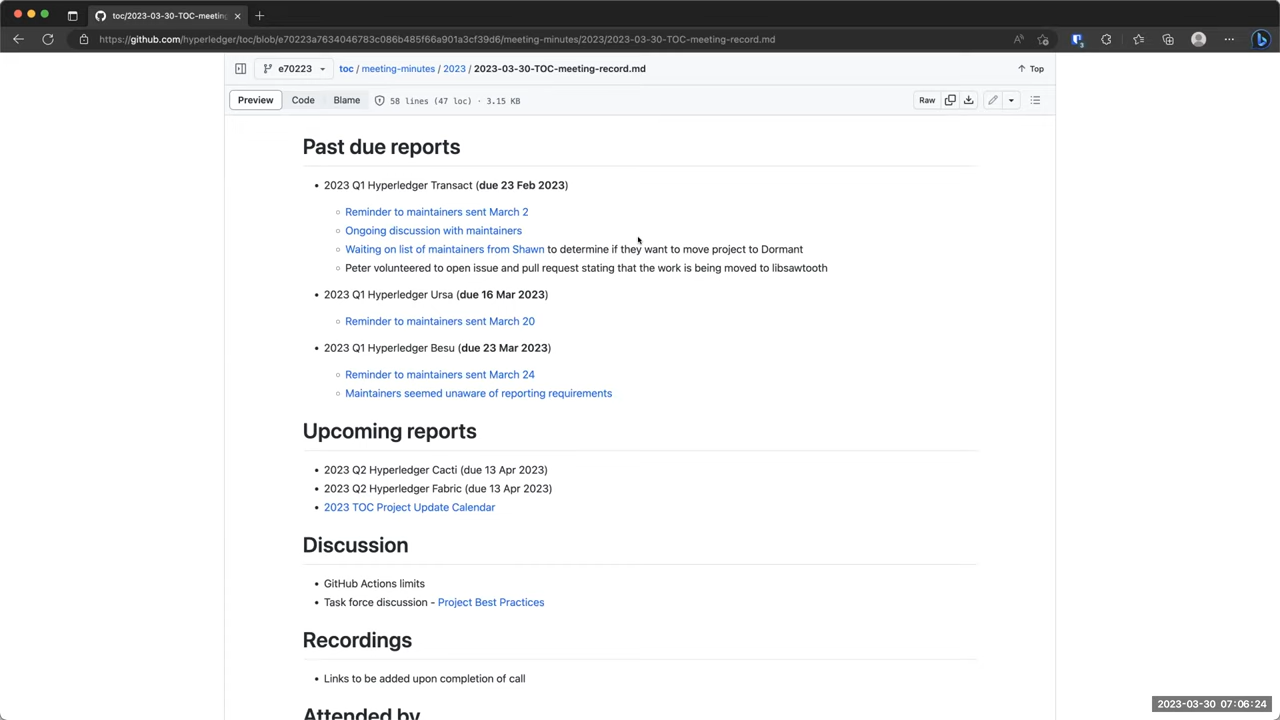 toc/2023-03-30-TOC-meeting
https://github.com/hyperledger/toc/blob/e70223a7634046783c086b485f66a901a3cf39d6/meeting-minutes/2023/2023-03-30-TOC-meeting-record.md
e70223
toc / meeting-minutes / 2023 / 2023-03-30-TOC-meeting-record.md
Top
Preview Code Blame 58 lines (47 loc) · 3.15 KB
Raw
Past due reports
• 2023 Q1 Hyperledger Transact (due 23 Feb 2023)
Reminder to maintainers sent March 2
Ongoing discussion with maintainers
Waiting on list of maintainers from Shawn to determine if they want to move project to Dormant
Peter volunteered to open issue and pull request stating that the work is being moved to libsawtooth
• 2023 Q1 Hyperledger Ursa (due 16 Mar 2023)
Reminder to maintainers sent March 20
• 2023 Q1 Hyperledger Besu (due 23 Mar 2023)
Reminder to maintainers sent March 24
Maintainers seemed unaware of reporting requirements
Upcoming reports
• 2023 Q2 Hyperledger Cacti (due 13 Apr 2023)
• 2023 Q2 Hyperledger Fabric (due 13 Apr 2023)
• 2023 TOC Project Update Calendar
Discussion
• GitHub Actions limits
• Task force discussion - Project Best Practices
Recordings
• Links to be added upon completion of call
Attended by
2023-03-30 07:06:24